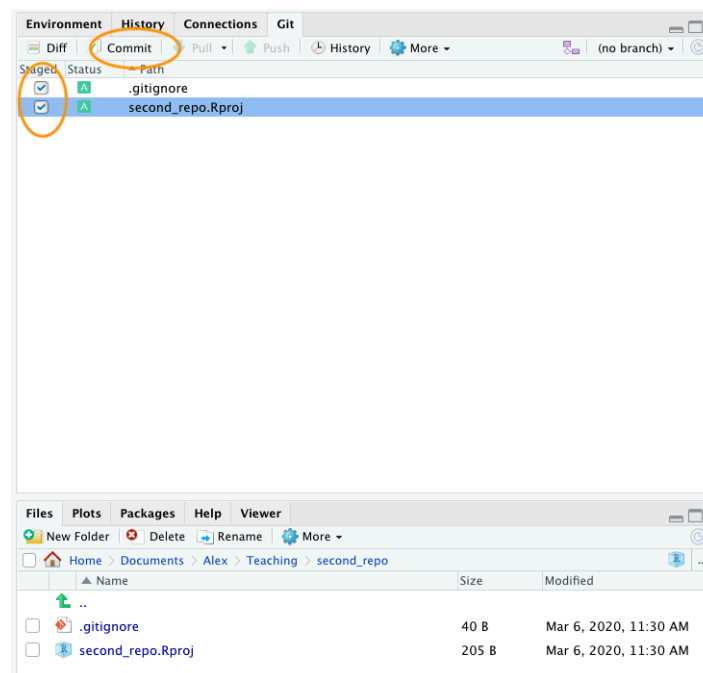 Environment History Connections Git
Diff Commit Pull Push History More (no branch)
Staged Status Path
A .gitignore
A second_repo.Rproj
Files Plots Packages Help Viewer
New Folder Delete Rename More
Home > Documents > Alex > Teaching > second_repo R ..
Name Size Modified
..
.gitignore 40 B Mar 6, 2020, 11:30 AM
R second_repo.Rproj 205 B Mar 6, 2020, 11:30 AM